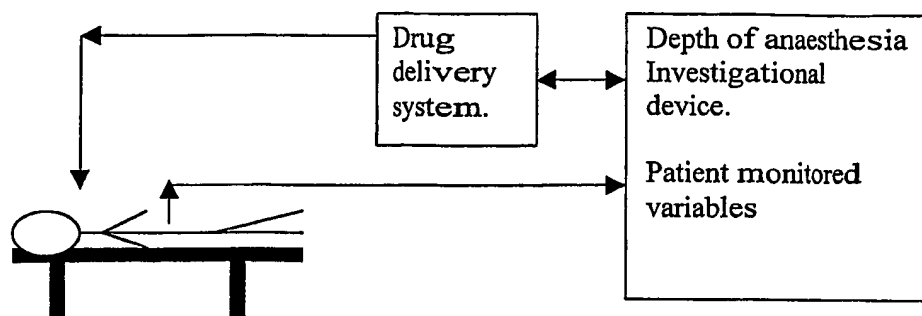 Drug
delivery
system.
Depth of anaesthesia
Investigational
device.
Patient monitored
variables